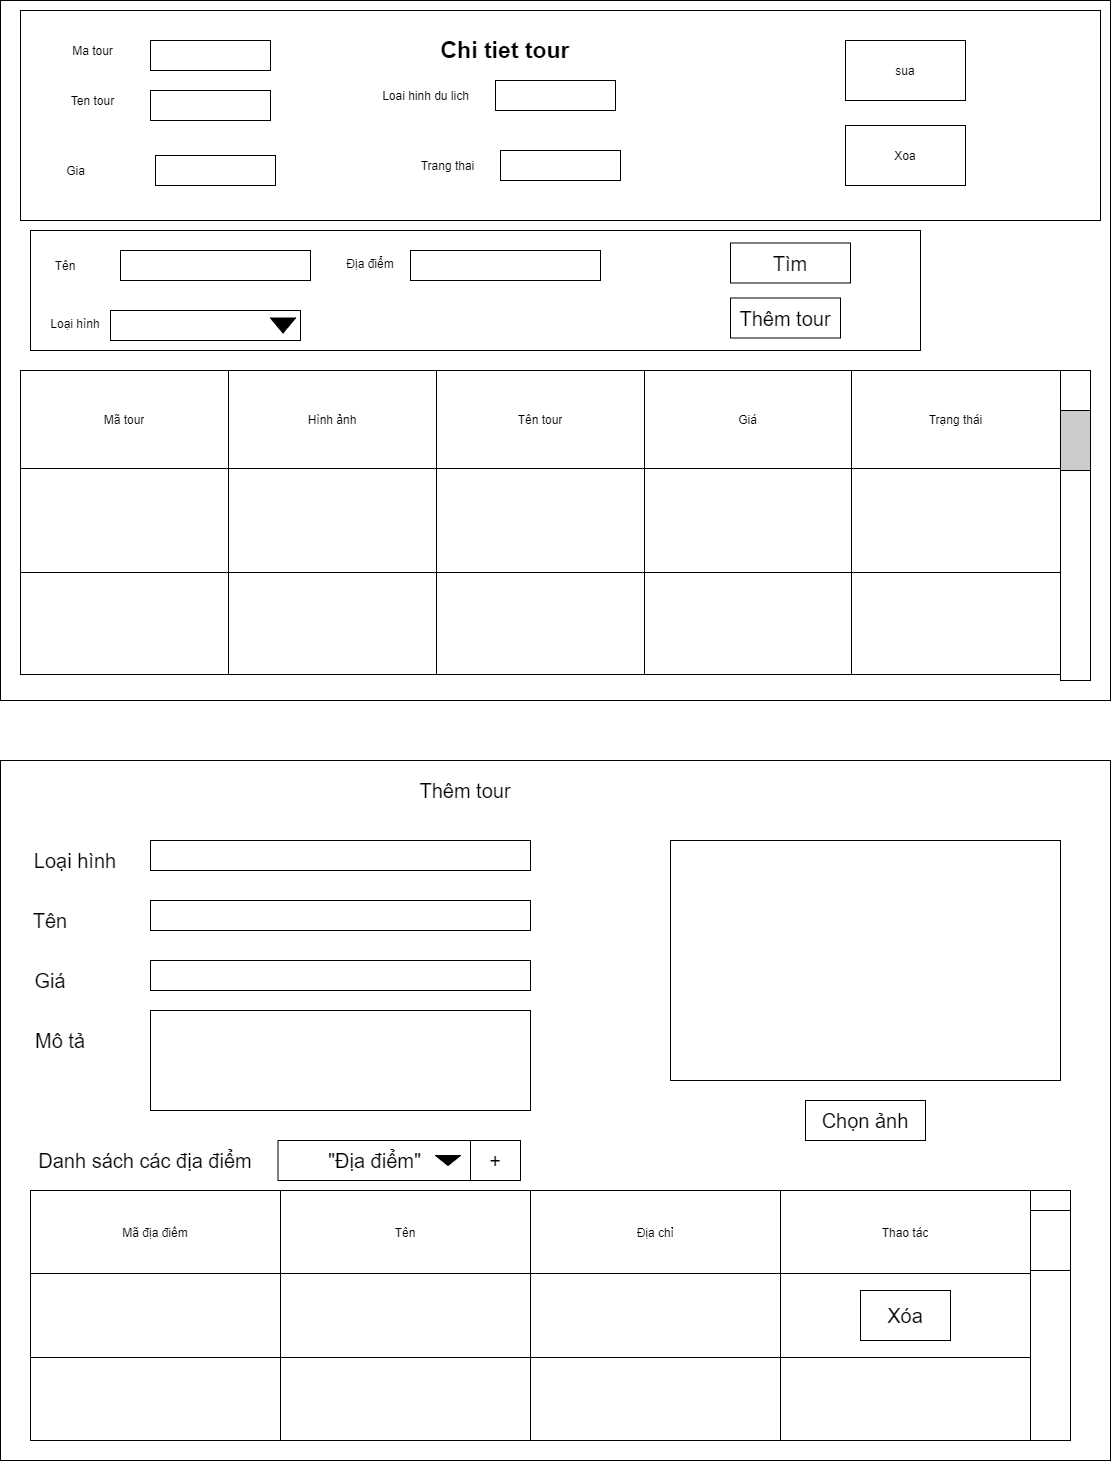 Ma tour
Chi tiet tour
sua
Ten tour
Loai hinh du lich
Gia
Trang thai
Xoa
Tên
Địa điểm
Tìm
Loại hình
Thêm tour
Mã tour
Hình ảnh
Tên tour
Giá
Trạng thái
Thêm tour
Loại hình
Tên
Giá
Mô tả
Chọn ảnh
Danh sách các địa điểm
"Địa điểm"
+
Mã địa điêm
Tên
Địa chỉ
Thao tác
Xóa